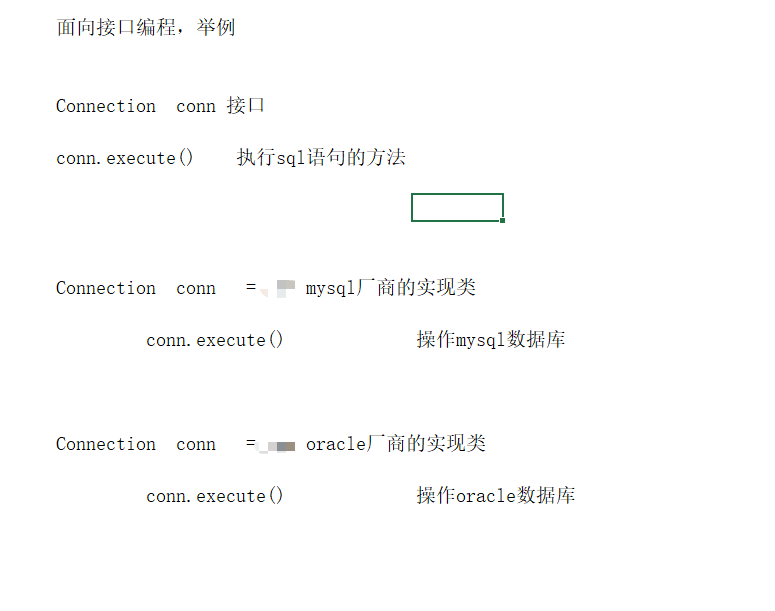 面向接口编程，举例
Connection conn 接口
conn.execute() 执行sql语句的方法
Connection conn = mysql厂商的实现类
conn.execute() 操作mysql数据库
Connection conn = oracle厂商的实现类
conn.execute() 操作oracle数据库